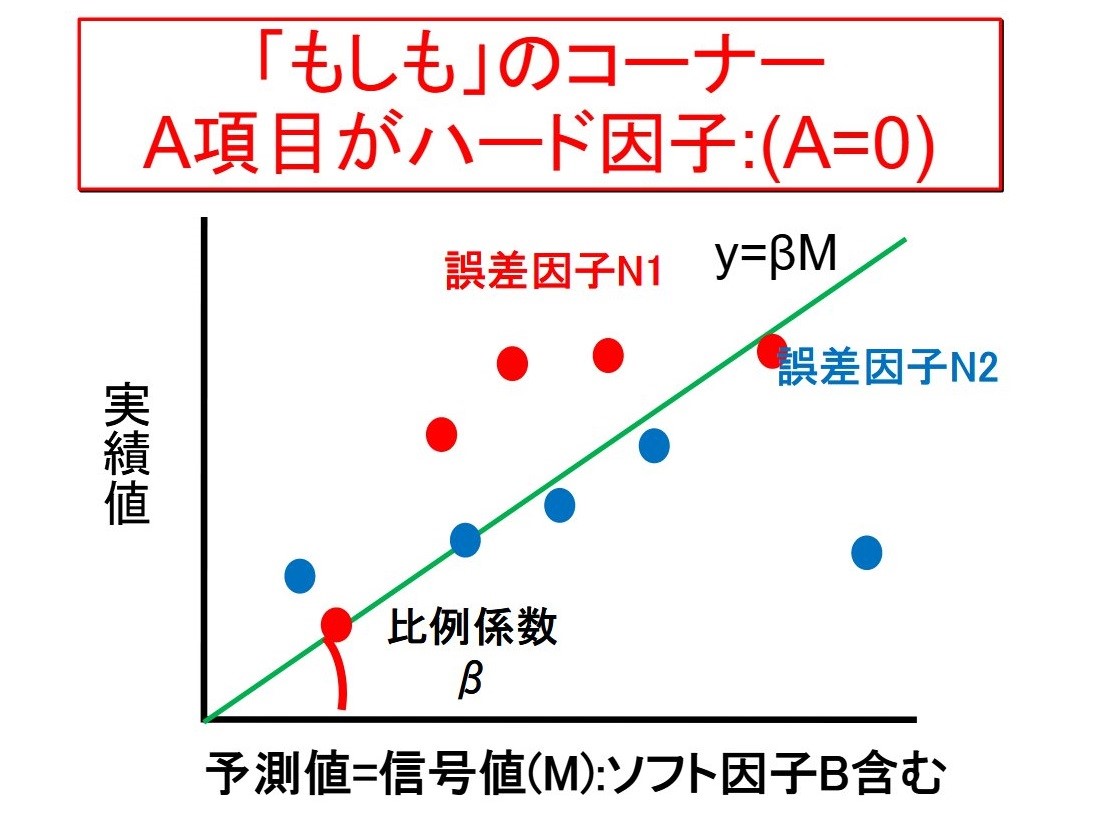 「もしも」のコーナー
A項目がハード因子:(A=0)
y=βM
誤差因子N1
誤差因子N2
実績値
比例係数
β
予測値=信号値(M):ソフト因子B含む